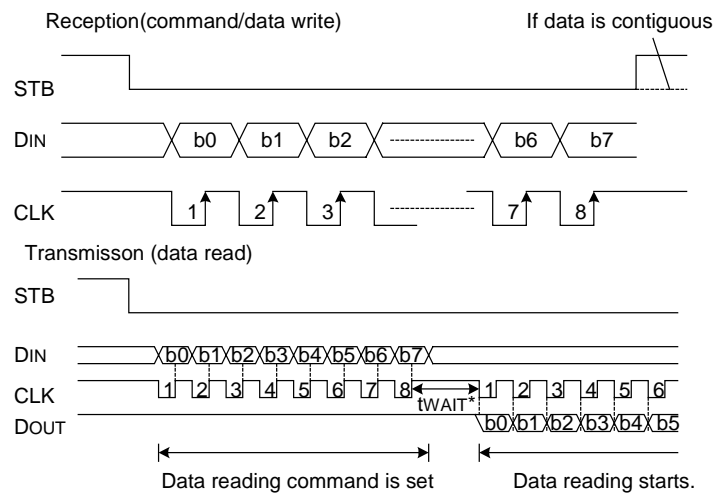 Reception(command/data write)
If data is contiguous
STB
DIN
b0 b1 b2 b6 b7
CLK
1 2 3 7 8
Transmisson (data read)
STB
DIN
b0 b1 b2 b3 b4 b5 b6 b7
CLK
1 2 3 4 5 6 7 8
tWAIT*
1 2 3 4 5 6
DOUT
b0 b1 b2 b3 b4 b5
Data reading command is set
Data reading starts.